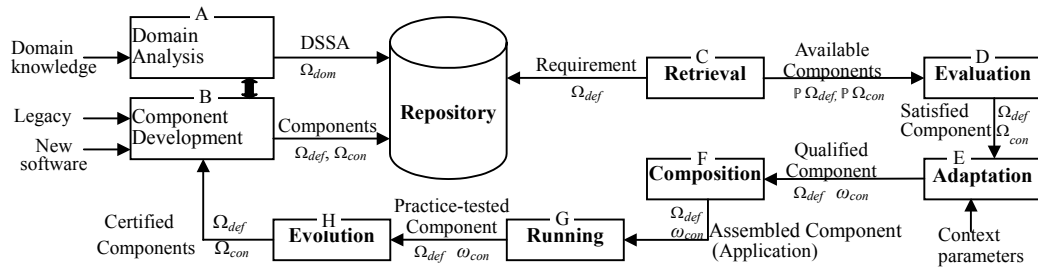 A
Domain
Analysis
Domain
knowledge
DSSA
Ω_dom
B
Component
Development
Legacy
New
software
Components
Ω_def, Ω_con
Repository
Requirement
Ω_def
C
Retrieval
Available
Components
ℙ Ω_def, ℙ Ω_con
D
Evaluation
Satisfied
Component
Ω_def
Ω_con
E
Adaptation
Context
parameters
Qualified
Component
Ω_def ω_con
F
Composition
Ω_def
ω_con
Assembled Component
(Application)
G
Running
Practice-tested
Component
Ω_def ω_con
H
Evolution
Certified
Components
Ω_def
Ω_con